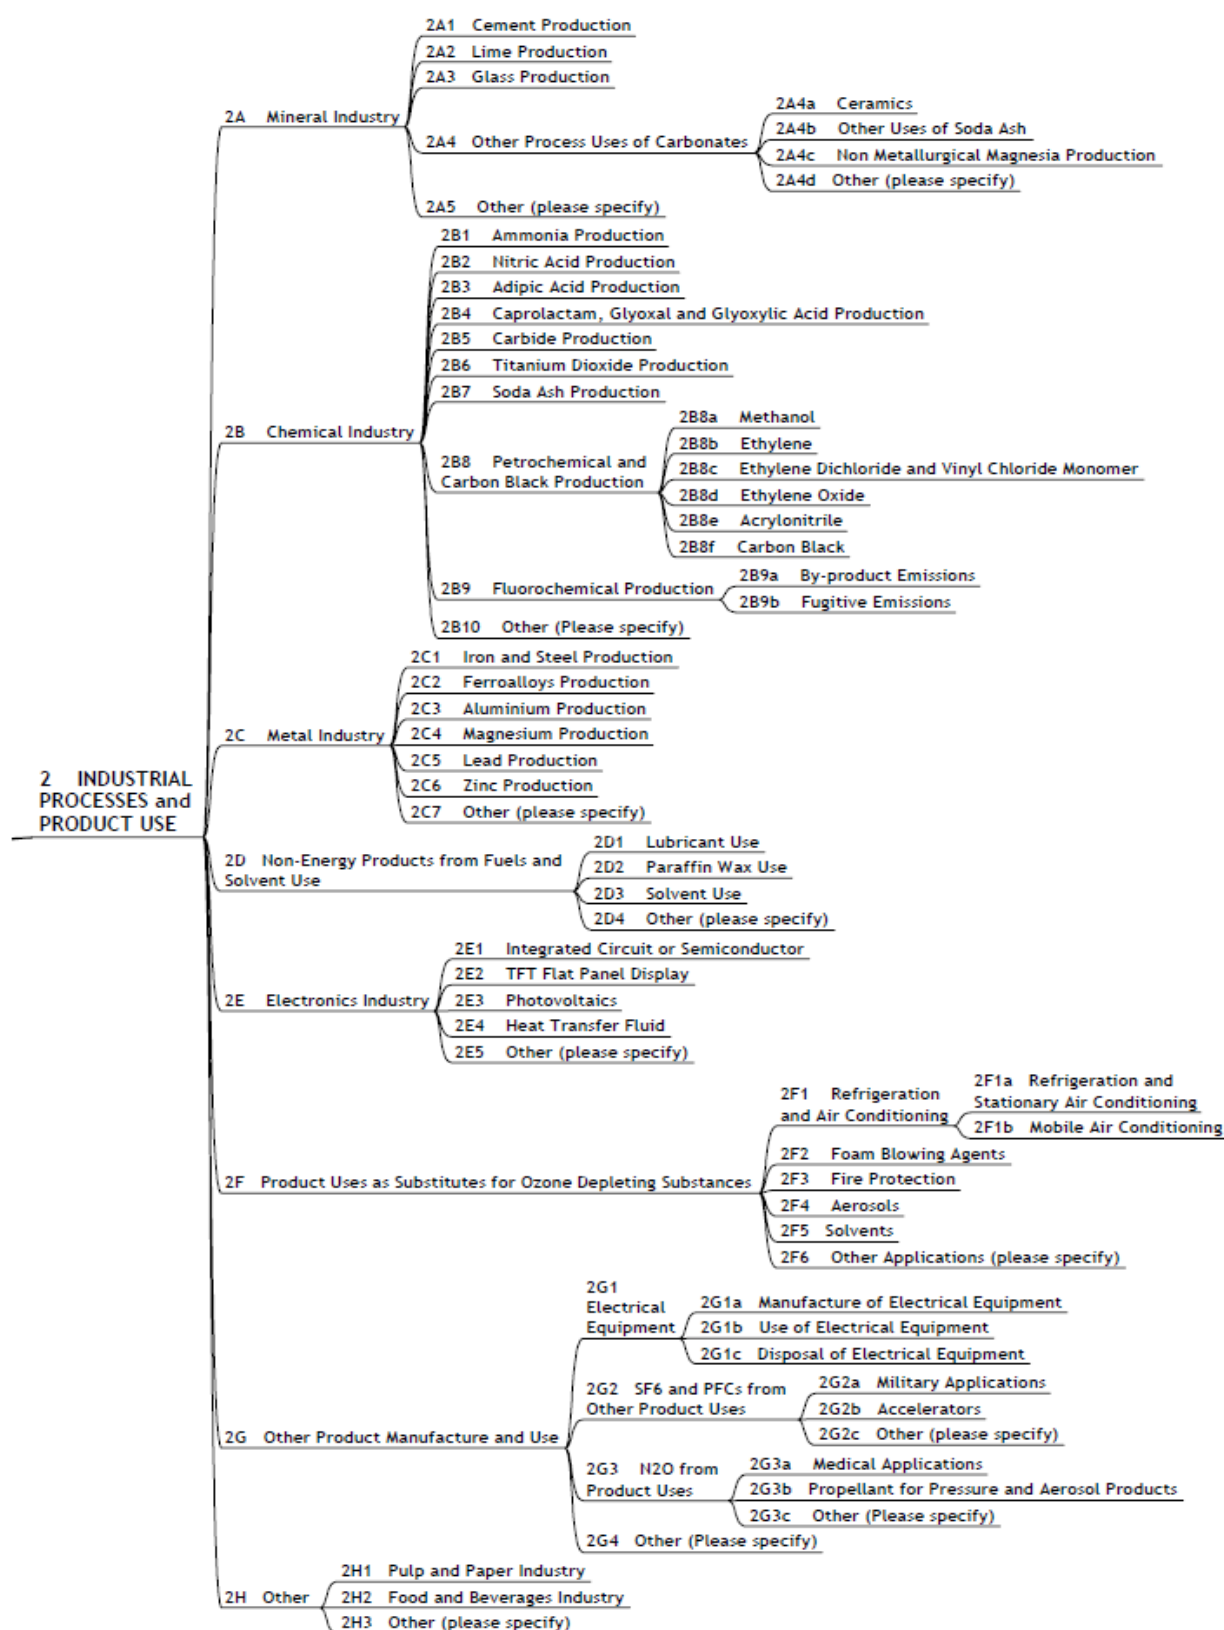 2 INDUSTRIAL
PROCESSES and
PRODUCT USE
2A Mineral Industry
2A1 Cement Production
2A2 Lime Production
2A3 Glass Production
2A4 Other Process Uses of Carbonates
2A4a Ceramics
2A4b Other Uses of Soda Ash
2A4c Non Metallurgical Magnesia Production
2A4d Other (please specify)
2A5 Other (please specify)
2B Chemical Industry
2B1 Ammonia Production
2B2 Nitric Acid Production
2B3 Adipic Acid Production
2B4 Caprolactam, Glyoxal and Glyoxylic Acid Production
2B5 Carbide Production
2B6 Titanium Dioxide Production
2B7 Soda Ash Production
2B8 Petrochemical and
Carbon Black Production
2B8a Methanol
2B8b Ethylene
2B8c Ethylene Dichloride and Vinyl Chloride Monomer
2B8d Ethylene Oxide
2B8e Acrylonitrile
2B8f Carbon Black
2B9 Fluorochemical Production
2B9a By-product Emissions
2B9b Fugitive Emissions
2B10 Other (Please specify)
2C Metal Industry
2C1 Iron and Steel Production
2C2 Ferroalloys Production
2C3 Aluminium Production
2C4 Magnesium Production
2C5 Lead Production
2C6 Zinc Production
2C7 Other (please specify)
2D Non-Energy Products from Fuels and
Solvent Use
2D1 Lubricant Use
2D2 Paraffin Wax Use
2D3 Solvent Use
2D4 Other (please specify)
2E Electronics Industry
2E1 Integrated Circuit or Semiconductor
2E2 TFT Flat Panel Display
2E3 Photovoltaics
2E4 Heat Transfer Fluid
2E5 Other (please specify)
2F Product Uses as Substitutes for Ozone Depleting Substances
2F1 Refrigeration
and Air Conditioning
2F1a Refrigeration and
Stationary Air Conditioning
2F1b Mobile Air Conditioning
2F2 Foam Blowing Agents
2F3 Fire Protection
2F4 Aerosols
2F5 Solvents
2F6 Other Applications (please specify)
2G Other Product Manufacture and Use
2G1
Electrical
Equipment
2G1a Manufacture of Electrical Equipment
2G1b Use of Electrical Equipment
2G1c Disposal of Electrical Equipment
2G2 SF6 and PFCs from
Other Product Uses
2G2a Military Applications
2G2b Accelerators
2G2c Other (please specify)
2G3 N2O from
Product Uses
2G3a Medical Applications
2G3b Propellant for Pressure and Aerosol Products
2G3c Other (Please specify)
2G4 Other (Please specify)
2H Other
2H1 Pulp and Paper Industry
2H2 Food and Beverages Industry
2H3 Other (please specify)